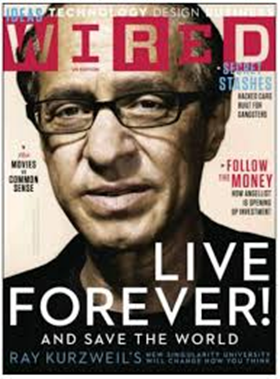 IDEAS TECHNOLOGY DESIGN BUSINESS
WIRED
UK EDITION
SECRET
STASHES
HACKED CARS
BUILT FOR
GANGSTERS
the
MOVIES
vs
COMMON
SENSE
FOLLOW
THE
MONEY
HOW ANGELLIST
IS OPENING
UP INVESTMENT
LIVE
FOREVER!
AND SAVE THE WORLD
RAY KURZWEIL'S NEW SINGULARITY UNIVERSITY
WILL CHANGE HOW YOU THINK